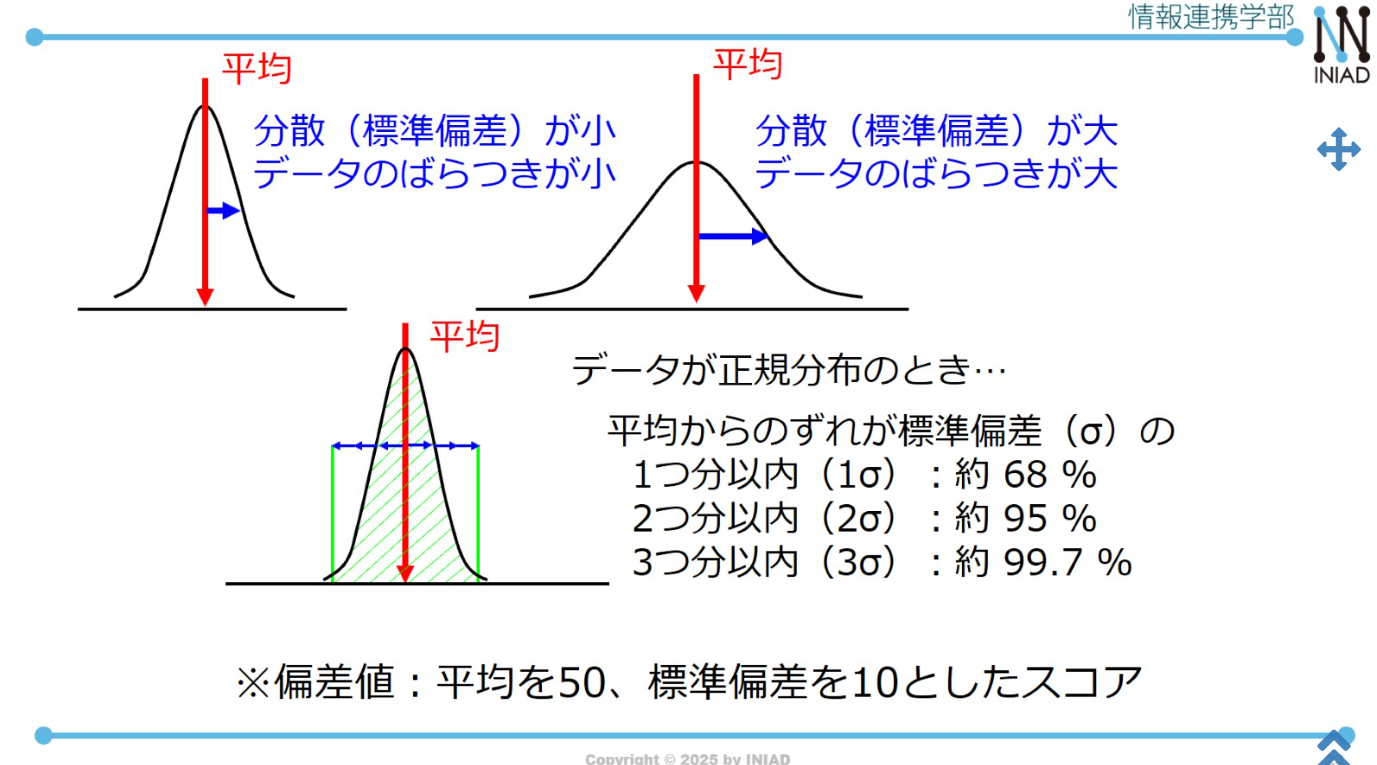 情報連携学部
INIAD
平均
分散（標準偏差）が小
データのばらつきが小
平均
分散（標準偏差）が大
データのばらつきが大
平均
データが正規分布のとき…
平均からのずれが標準偏差（σ）の
1つ分以内（1σ）：約 68 %
2つ分以内（2σ）：約 95 %
3つ分以内（3σ）：約 99.7 %
※偏差値：平均を50、標準偏差を10としたスコア
Copyright © 2025 by INIAD